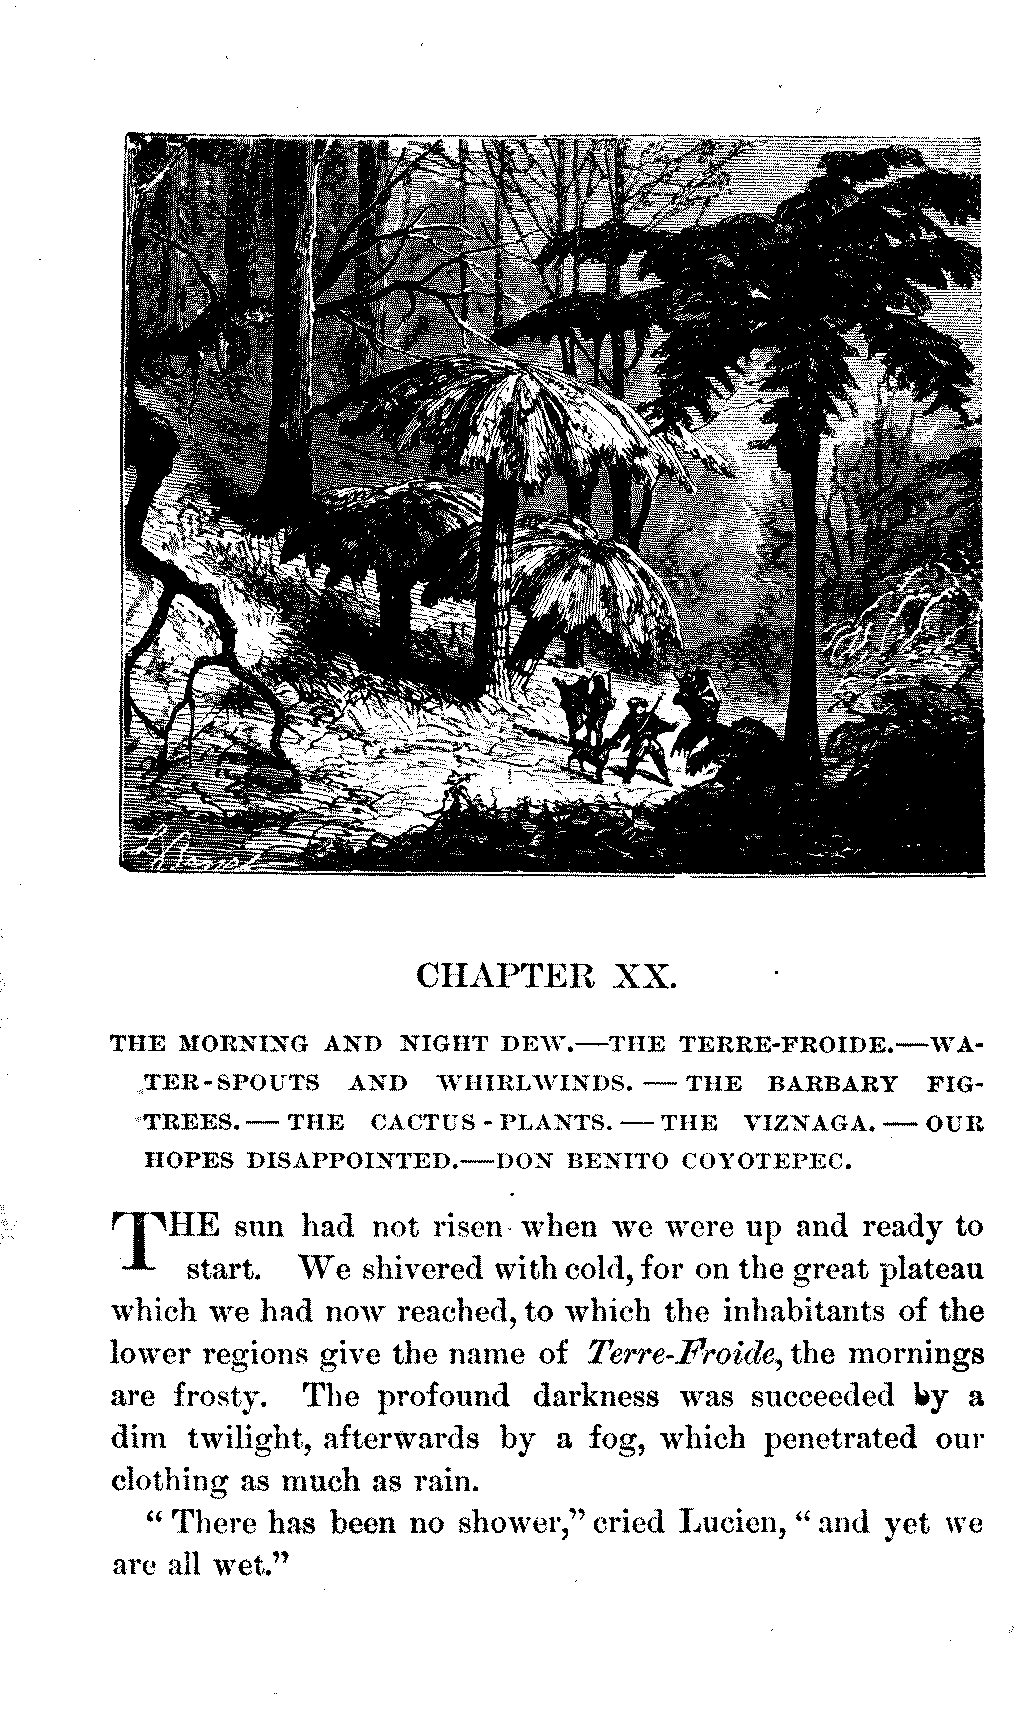 CHAPTER XX.
THE MORNING AND NIGHT DEW.—THE TERRE-FROIDE.—WA-
TER-SPOUTS AND WHIRLWINDS.—THE BARBARY FIG-
TREES.—THE CACTUS-PLANTS.—THE VIZNAGA.—OUR
HOPES DISAPPOINTED.—DON BENITO COYOTEPEC.
THE sun had not risen when we were up and ready to
start. We shivered with cold, for on the great plateau
which we had now reached, to which the inhabitants of the
lower regions give the name of Terre-Froide, the mornings
are frosty. The profound darkness was succeeded by a
dim twilight, afterwards by a fog, which penetrated our
clothing as much as rain.
"There has been no shower," cried Lucien, "and yet we
are all wet."